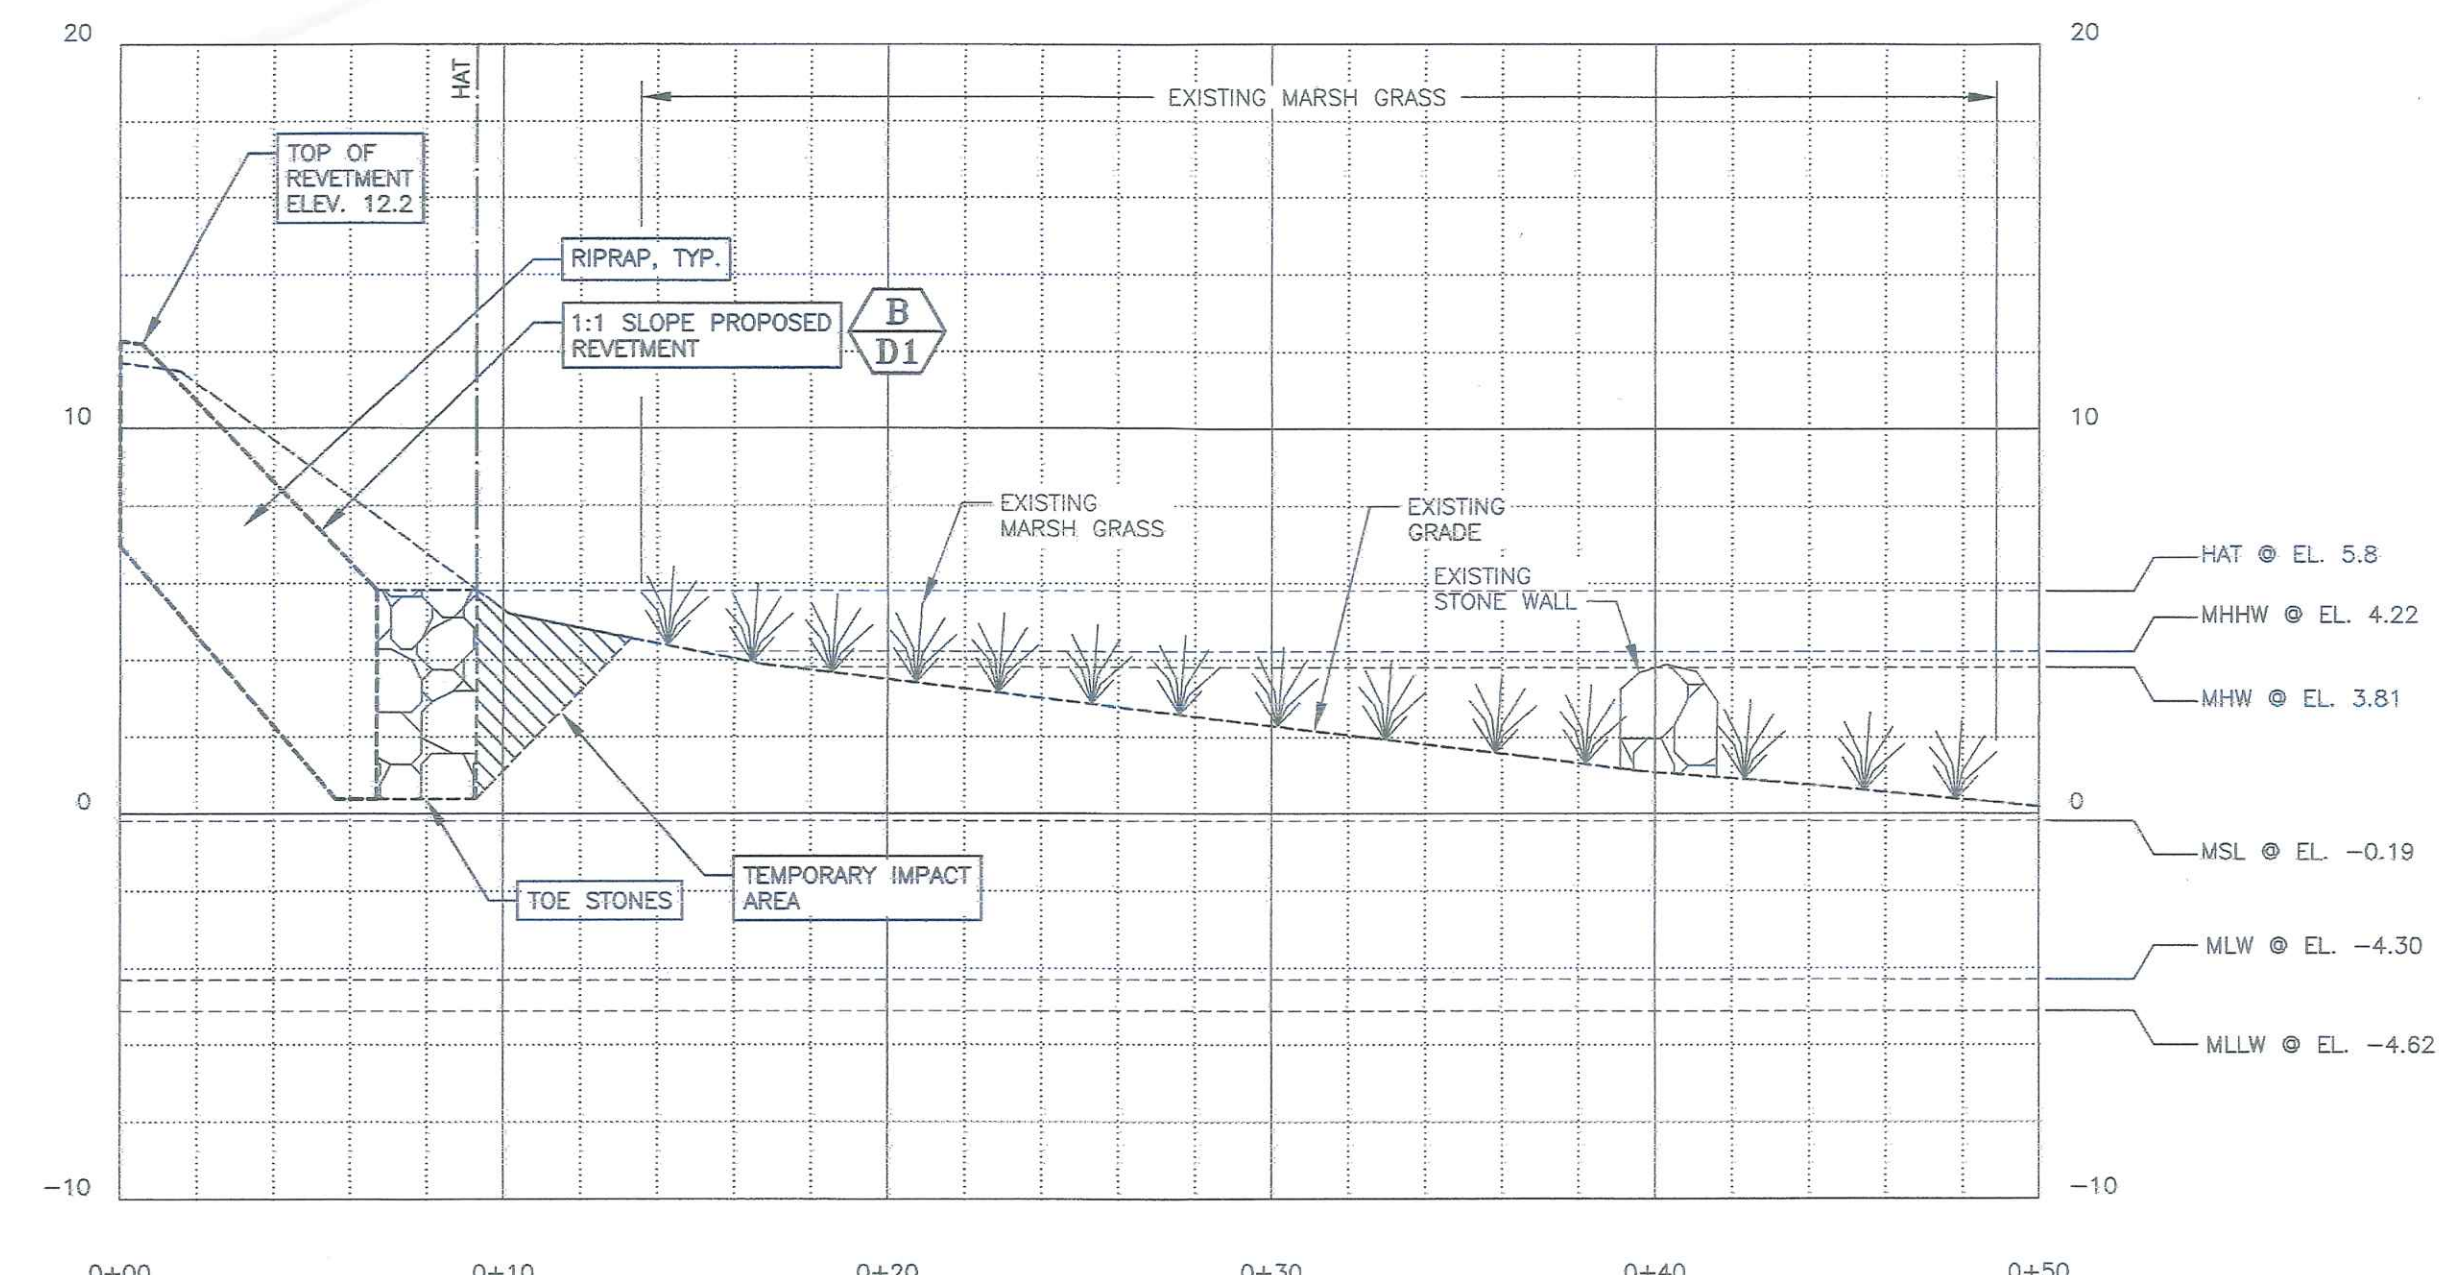 20
20
HAT
EXISTING MARSH GRASS
TOP OF
REVETMENT
ELEV. 12.2
RIPRAP, TYP.
1:1 SLOPE PROPOSED
REVETMENT
B
D1
10
10
EXISTING
MARSH GRASS
EXISTING
GRADE
EXISTING
STONE WALL
HAT @ EL. 5.8
MHHW @ EL. 4.22
MHW @ EL. 3.81
0
0
MSL @ EL. -0.19
TEMPORARY IMPACT
AREA
TOE STONES
MLW @ EL. -4.30
MLLW @ EL. -4.62
-10
-10
0+00
0+10
0+20
0+30
0+40
0+50